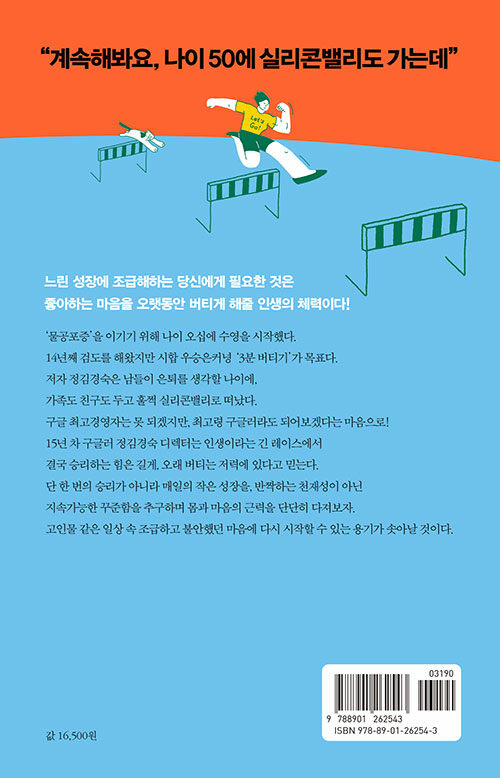 “계속해봐요, 나이 50에 실리콘밸리도 가는데”
Let's
Go!
느린 성장에 조급해하는 당신에게 필요한 것은
좋아하는 마음을 오랫동안 버티게 해줄 인생의 체력이다!
‘물공포증’을 이기기 위해 나이 오십에 수영을 시작했다.
14년째 검도를 해왔지만 시합 우승은커녕 ‘3분 버티기’가 목표다.
저자 정김경숙은 남들이 은퇴를 생각할 나이에,
가족도 친구도 두고 훌쩍 실리콘밸리로 떠났다.
구글 최고경영자는 못 되겠지만, 최고령 구글러라도 되어보겠다는 마음으로!
15년 차 구글러 정김경숙 디렉터는 인생이라는 긴 레이스에서
결국 승리하는 힘은 길게, 오래 버티는 저력에 있다고 믿는다.
단 한 번의 승리가 아니라 매일의 작은 성장을, 반짝하는 천재성이 아닌
지속가능한 꾸준함을 추구하며 몸과 마음의 근력을 단단히 다져보자.
고인물 같은 일상 속 조급하고 불안했던 마음에 다시 시작할 수 있는 용기가 솟아날 것이다.
03190
9 788901 262543
ISBN 978-89-01-26254-3
값 16,500원